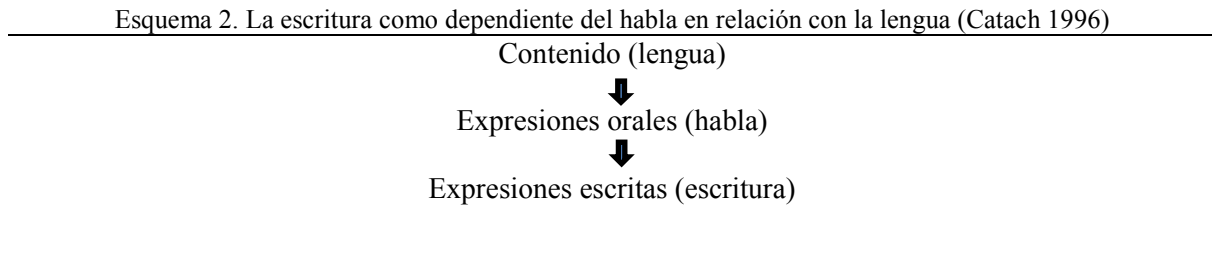 Esquema 2. La escritura como dependiente del habla en relación con la lengua (Catach 1996)
Contenido (lengua)
Expresiones orales (habla)
Expresiones escritas (escritura)